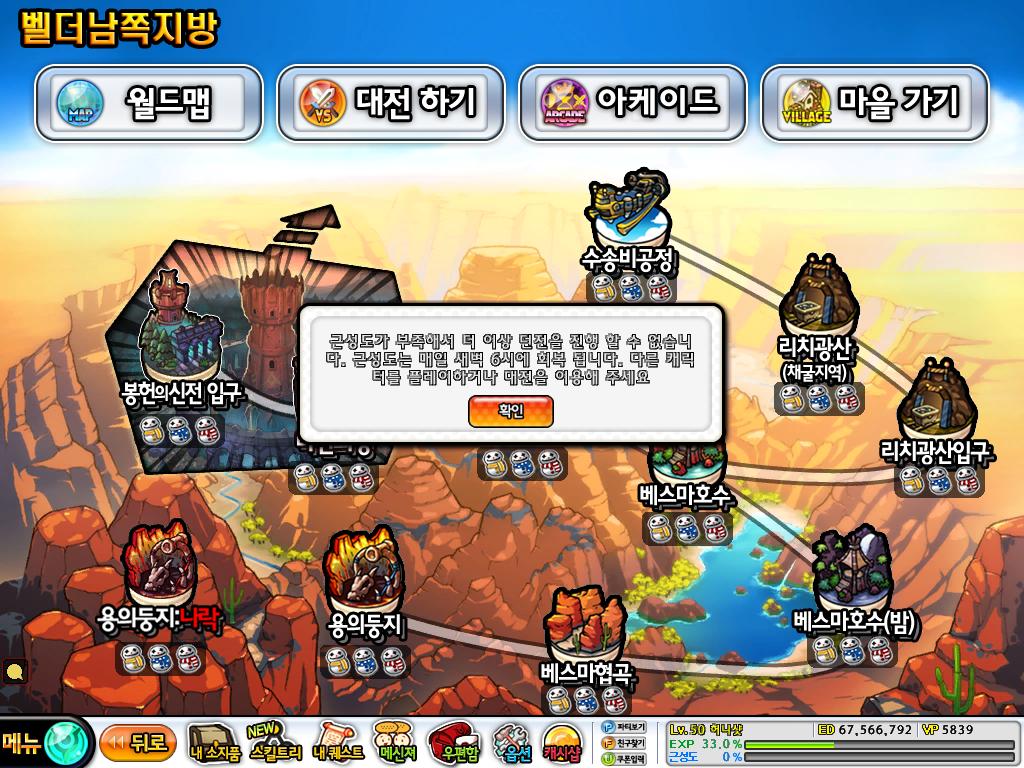 벨더남쪽지방
MAP 월드맵
VS 대전 하기
ARCADE 아케이드
VILLAGE 마을 가기
수송비공정
리치광산
(채굴지역)
근성도가 부족해서 더 이상 던전을 진행 할 수 없습니
다. 근성도는 매일 새벽 6시에 회복 됩니다. 다른 캐릭
터를 플레이하거나 대전을 이용해 주세요
확인
봉헌의신전 입구
리치광산입구
베스마호수
용의둥지:나락
용의둥지
베스마호수(밤)
베스마협곡
메뉴
뒤로
내 소지품
NEW
스킬트리
내퀘스트
메신저
우편함
옵션
캐시샵
파티보기
친구찾기
쿠폰입력
Lv.50 허니샷
ED 67,566,792 VP 5839
EXP 33.0%
근성도 0%